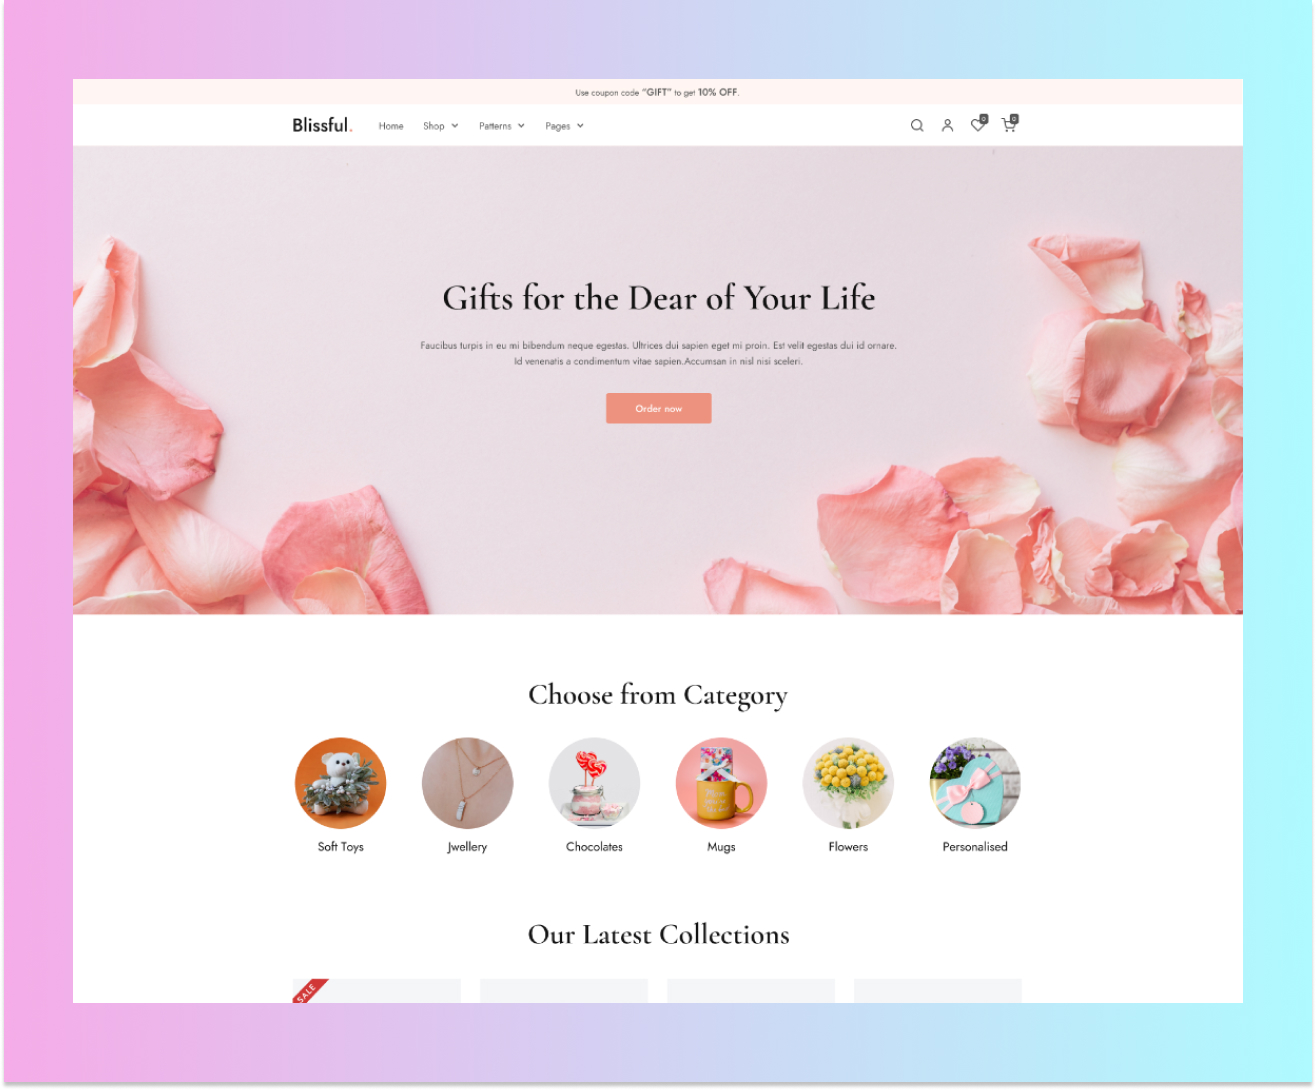 Use coupon code “GIFT” to get 10% OFF.
Blissful. Home Shop Patterns Pages 0 0
Gifts for the Dear of Your Life
Faucibus turpis in eu mi bibendum neque egestas. Ultrices dui sapien eget mi proin. Est velit egestas dui id ornare.
Id venenatis a condimentum vitae sapien.Accumsan in nisl nisi sceleri.
Order now
Choose from Category
Soft Toys Jwellery Chocolates Mugs Flowers Personalised
Our Latest Collections
SALE